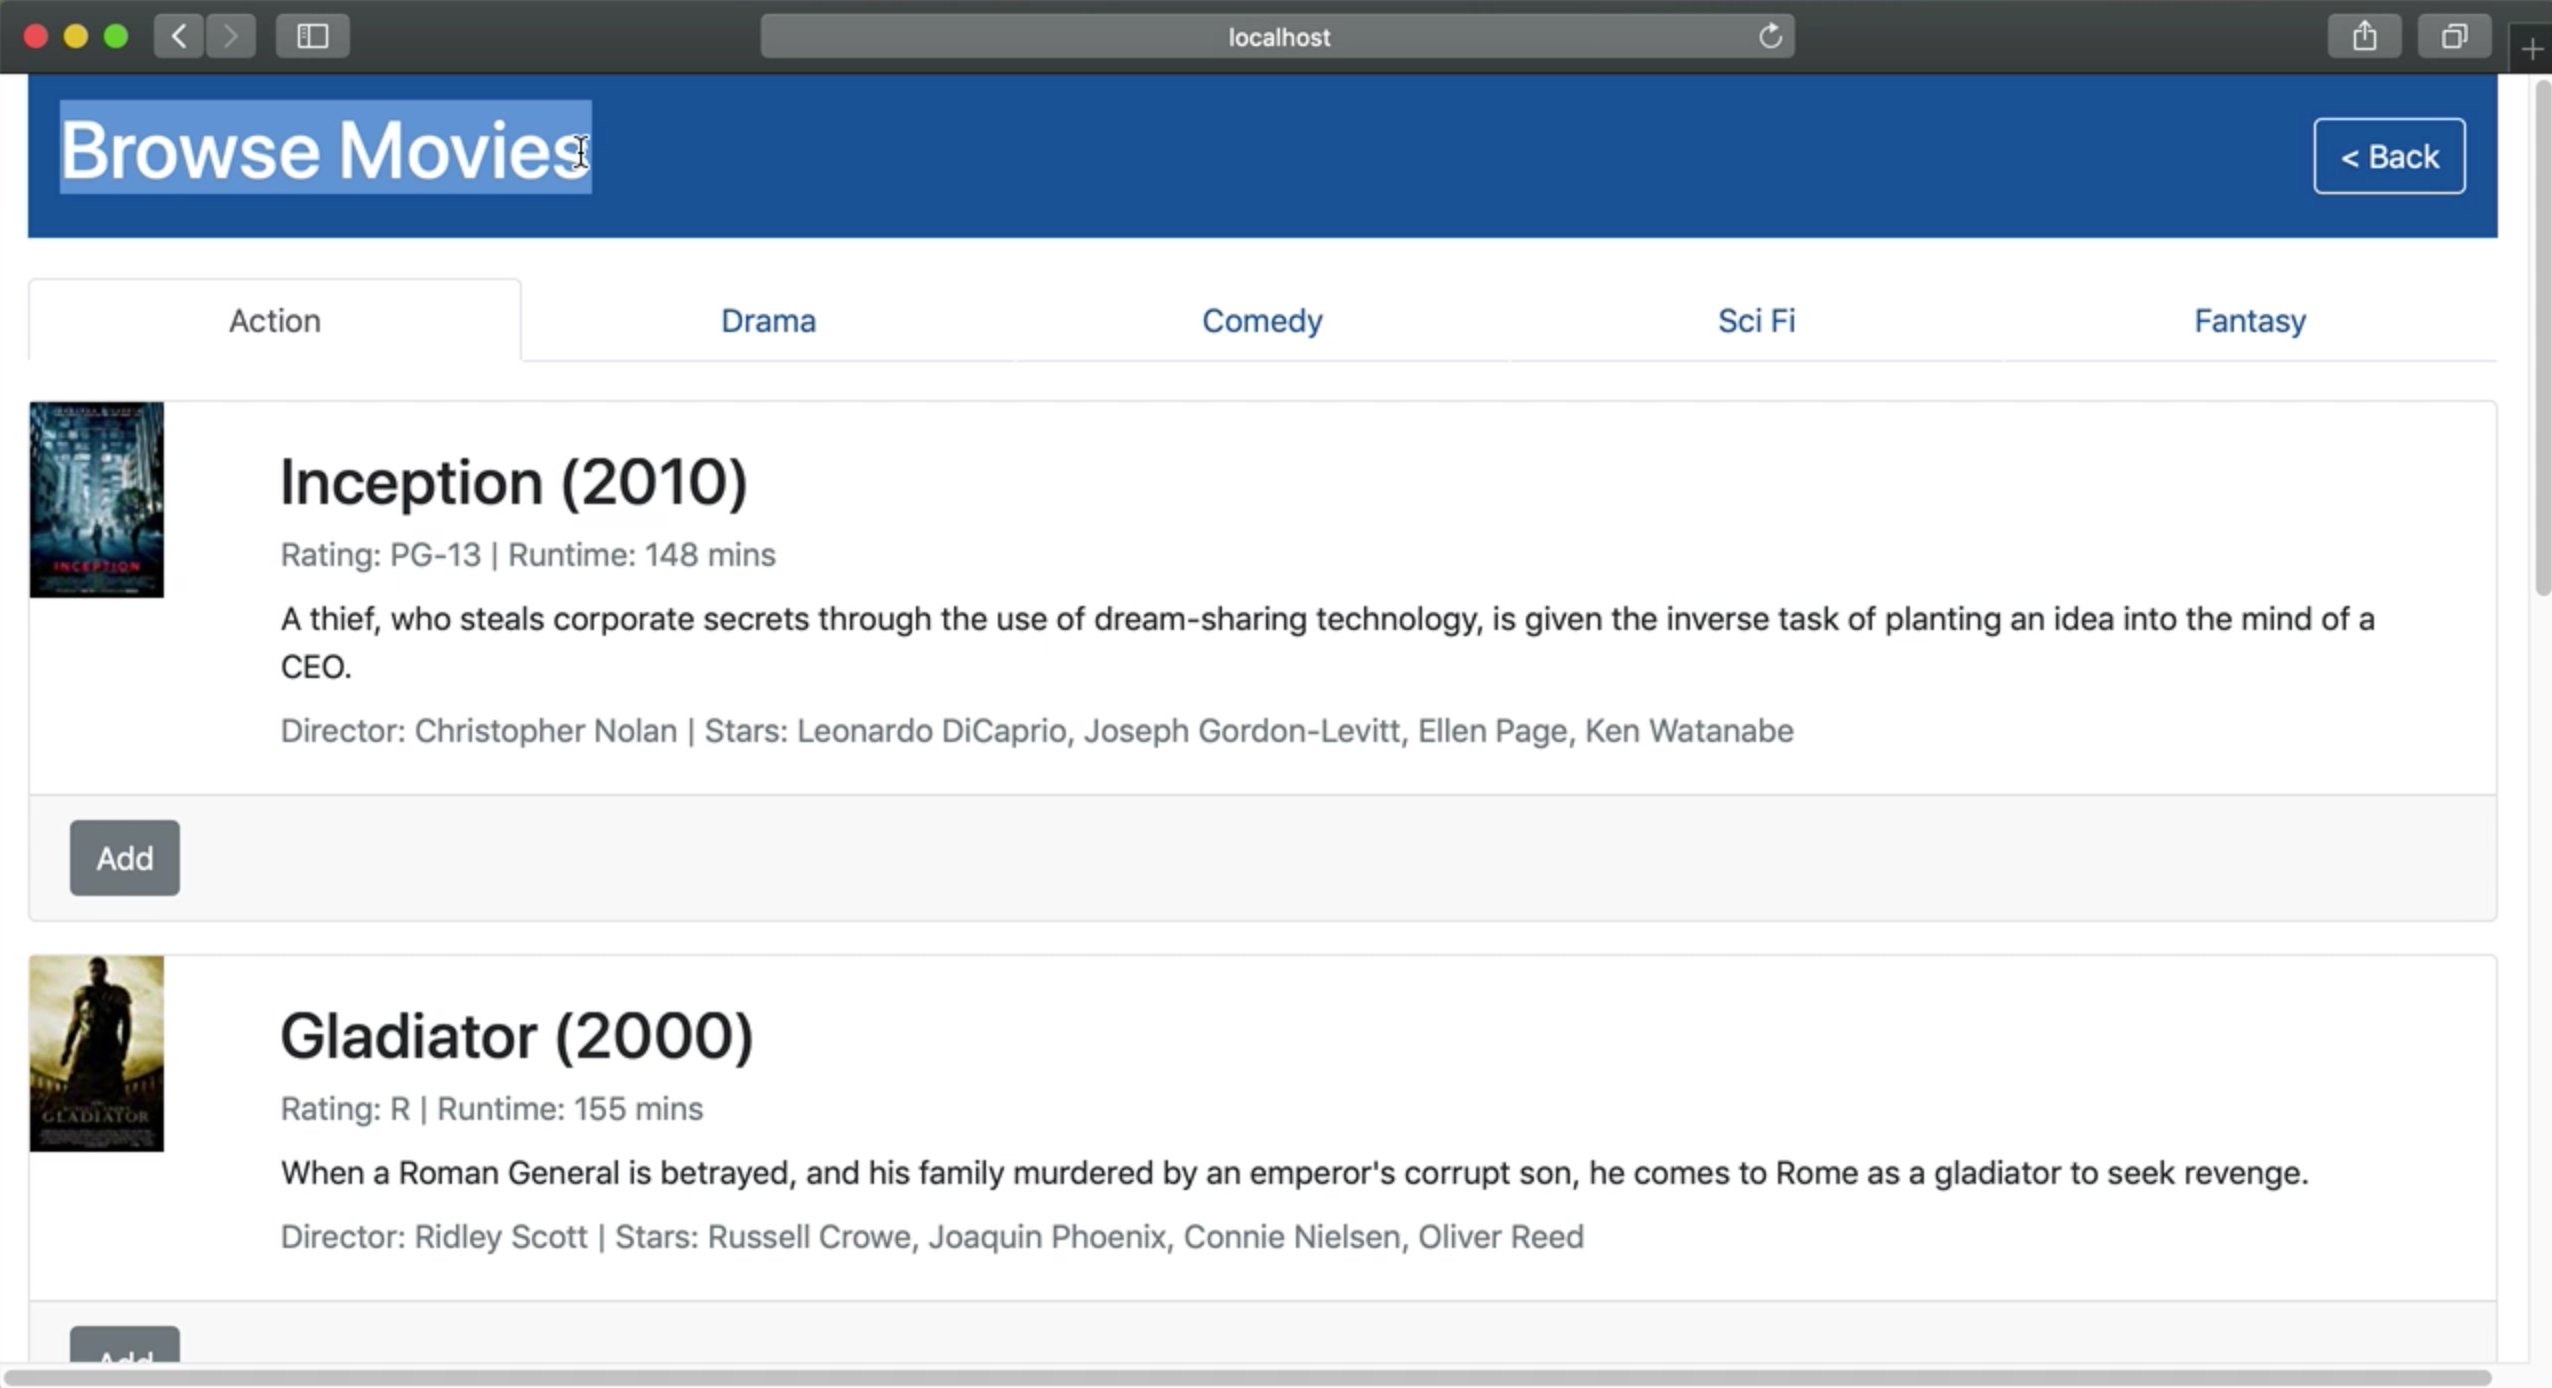 localhost
Browse Movies
< Back
Action
Drama
Comedy
Sci Fi
Fantasy
INCEPTION
Inception (2010)
Rating: PG-13 | Runtime: 148 mins
A thief, who steals corporate secrets through the use of dream-sharing technology, is given the inverse task of planting an idea into the mind of a
CEO.
Director: Christopher Nolan | Stars: Leonardo DiCaprio, Joseph Gordon-Levitt, Ellen Page, Ken Watanabe
Add
GLADIATOR
Gladiator (2000)
Rating: R | Runtime: 155 mins
When a Roman General is betrayed, and his family murdered by an emperor's corrupt son, he comes to Rome as a gladiator to seek revenge.
Director: Ridley Scott | Stars: Russell Crowe, Joaquin Phoenix, Connie Nielsen, Oliver Reed
Add